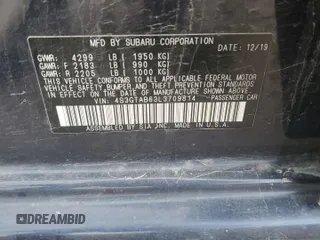 MFD BY SUBARU CORPORATION DATE: 12/19
GVWR: 4299 LB ( 1950 KG)
GAWR: F 2183 LB ( 990 KG)
GAWR: R 2205 LB ( 1000 KG)
THIS VEHICLE CONFORMS TO ALL APPLICABLE FEDERAL MOTOR
VEHICLE SAFETY, BUMPER, AND THEFT PREVENTION STANDARDS
IN EFFECT ON THE DATE OF MANUFACTURE SHOWN ABOVE.
VIN: 4S3GTAB63L3709814 PASSENGER CAR
ASSEMBLED BY SIA, INC. MADE IN U.S.A.
© DREAMBID
DREAMBID.COM